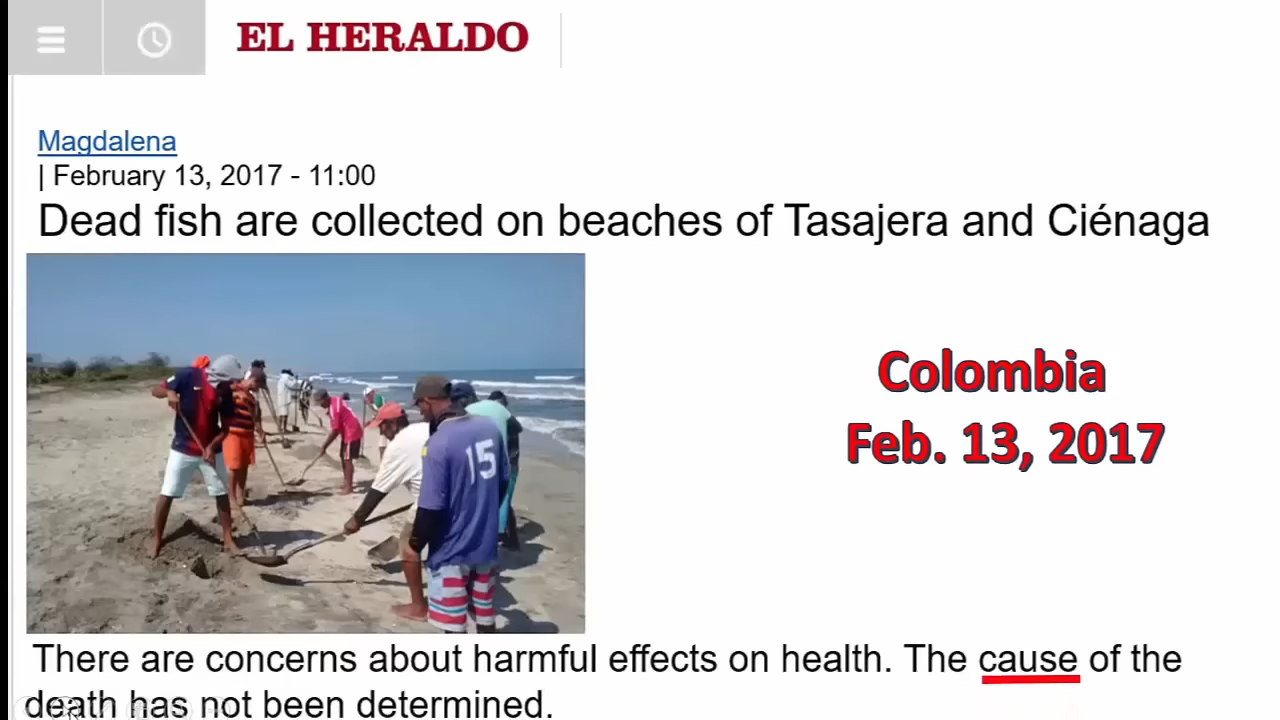 EL HERALDO
Magdalena
| February 13, 2017 - 11:00
Dead fish are collected on beaches of Tasajera and Ciénaga
15
Colombia
Feb. 13, 2017
There are concerns about harmful effects on health. The cause of the
death has not been determined.